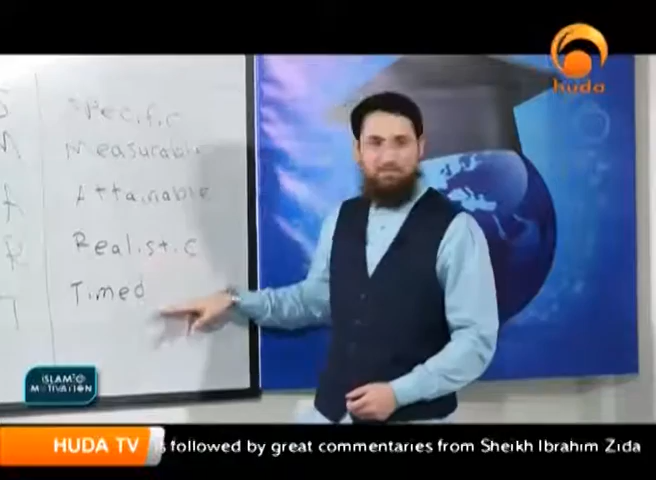 huda
S Specific
M Measurable
A Attainable
R Realistic
T Timed
ISLAMIC
MOTIVATION
HUDA TV
s followed by great commentaries from Sheikh Ibrahim Zida